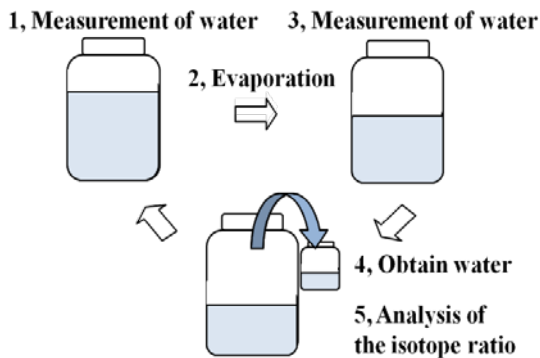 1, Measurement of water
3, Measurement of water
2, Evaporation
4, Obtain water
5, Analysis of
the isotope ratio